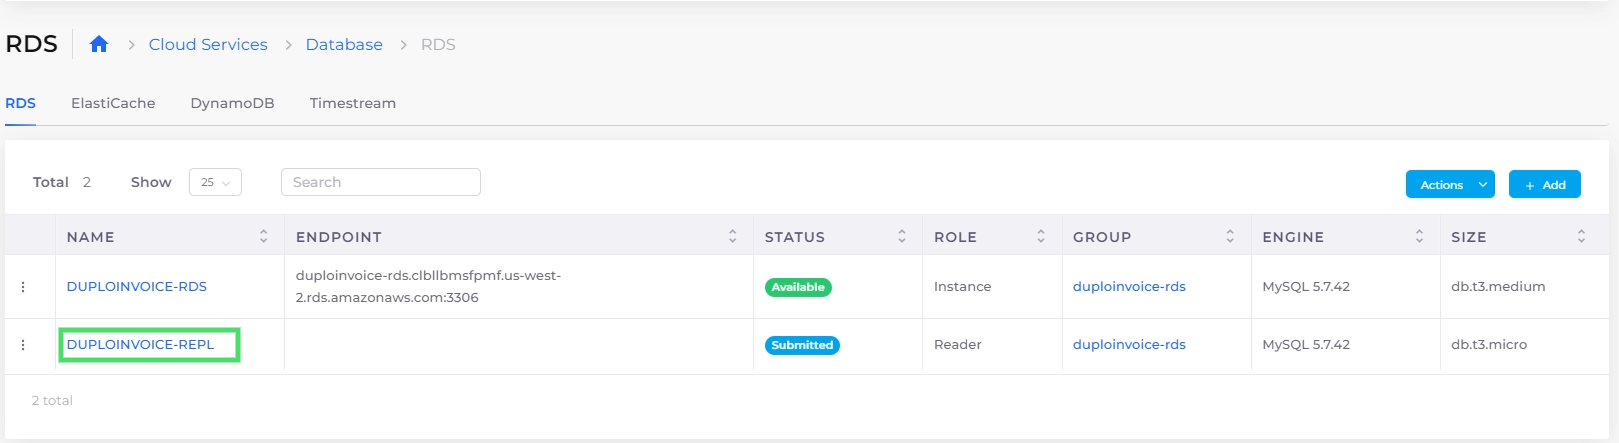 RDS > Cloud Services > Database > RDS
RDS ElastiCache DynamoDB Timestream
Total 2 Show 25 Search Actions + Add
NAME ENDPOINT STATUS ROLE GROUP ENGINE SIZE
DUPLOINVOICE-RDS duploinvoice-rds.clbllbmsfpmf.us-west-
2.rds.amazonaws.com:3306 Available Instance duploinvoice-rds MySQL 5.7.42 db.t3.medium
DUPLOINVOICE-REPL Submitted Reader duploinvoice-rds MySQL 5.7.42 db.t3.micro
2 total